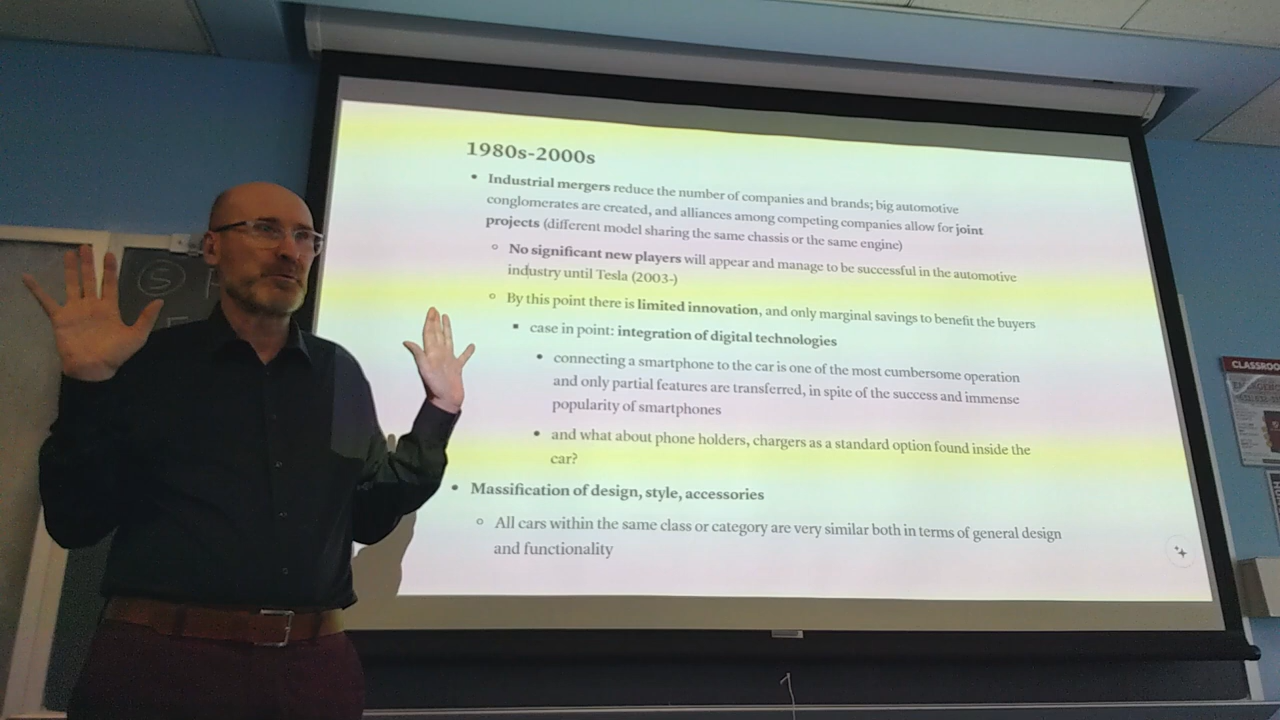 1980s-2000s
• Industrial mergers reduce the number of companies and brands; big automotive
conglomerates are created, and alliances among competing companies allow for joint
projects (different model sharing the same chassis or the same engine)
○ No significant new players will appear and manage to be successful in the automotive
industry until Tesla (2003-)
○ By this point there is limited innovation, and only marginal savings to benefit the buyers
▪ case in point: integration of digital technologies
• connecting a smartphone to the car is one of the most cumbersome operation
and only partial features are transferred, in spite of the success and immense
popularity of smartphones
• and what about phone holders, chargers as a standard option found inside the
car?
• Massification of design, style, accessories
○ All cars within the same class or category are very similar both in terms of general design
and functionality
S
CLASSROO